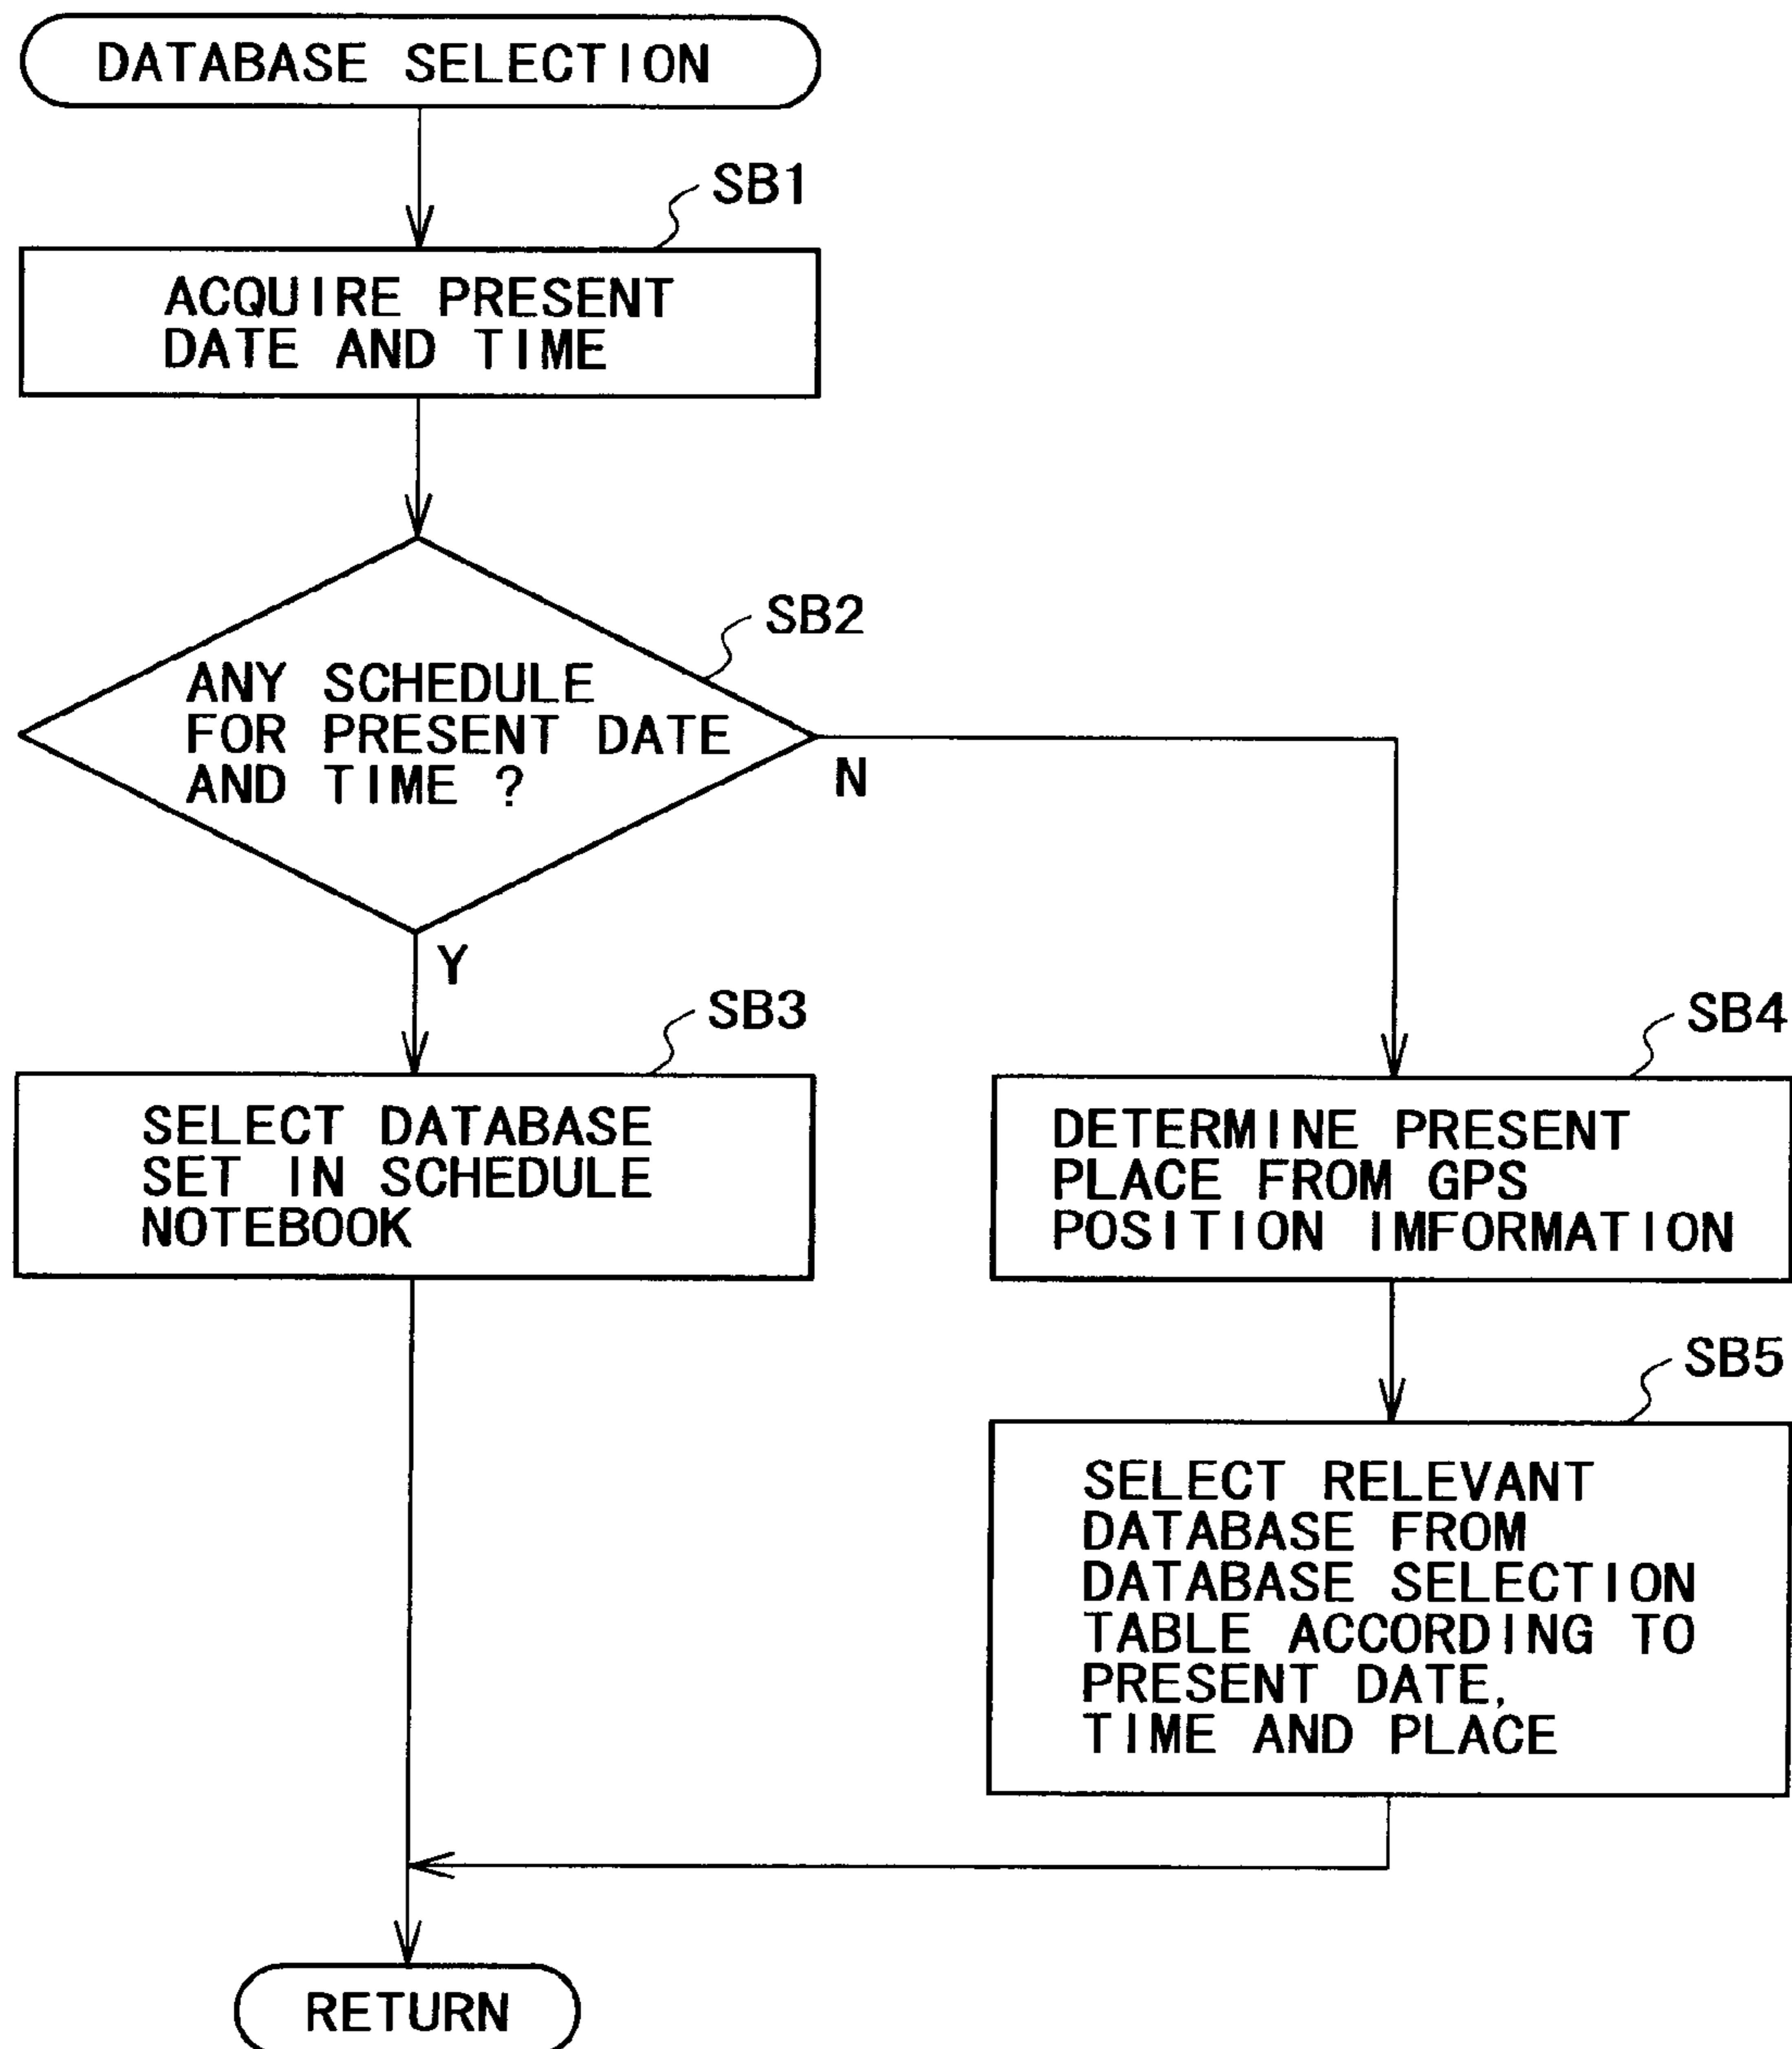 DATABASE SELECTION
SB1
ACQUIRE PRESENT
DATE AND TIME
SB2
ANY SCHEDULE
FOR PRESENT DATE
AND TIME ?
N
Y
SB3
SELECT DATABASE
SET IN SCHEDULE
NOTEBOOK
SB4
DETERMINE PRESENT
PLACE FROM GPS
POSITION IMFORMATION
SB5
SELECT RELEVANT
DATABASE FROM
DATABASE SELECTION
TABLE ACCORDING TO
PRESENT DATE,
TIME AND PLACE
RETURN